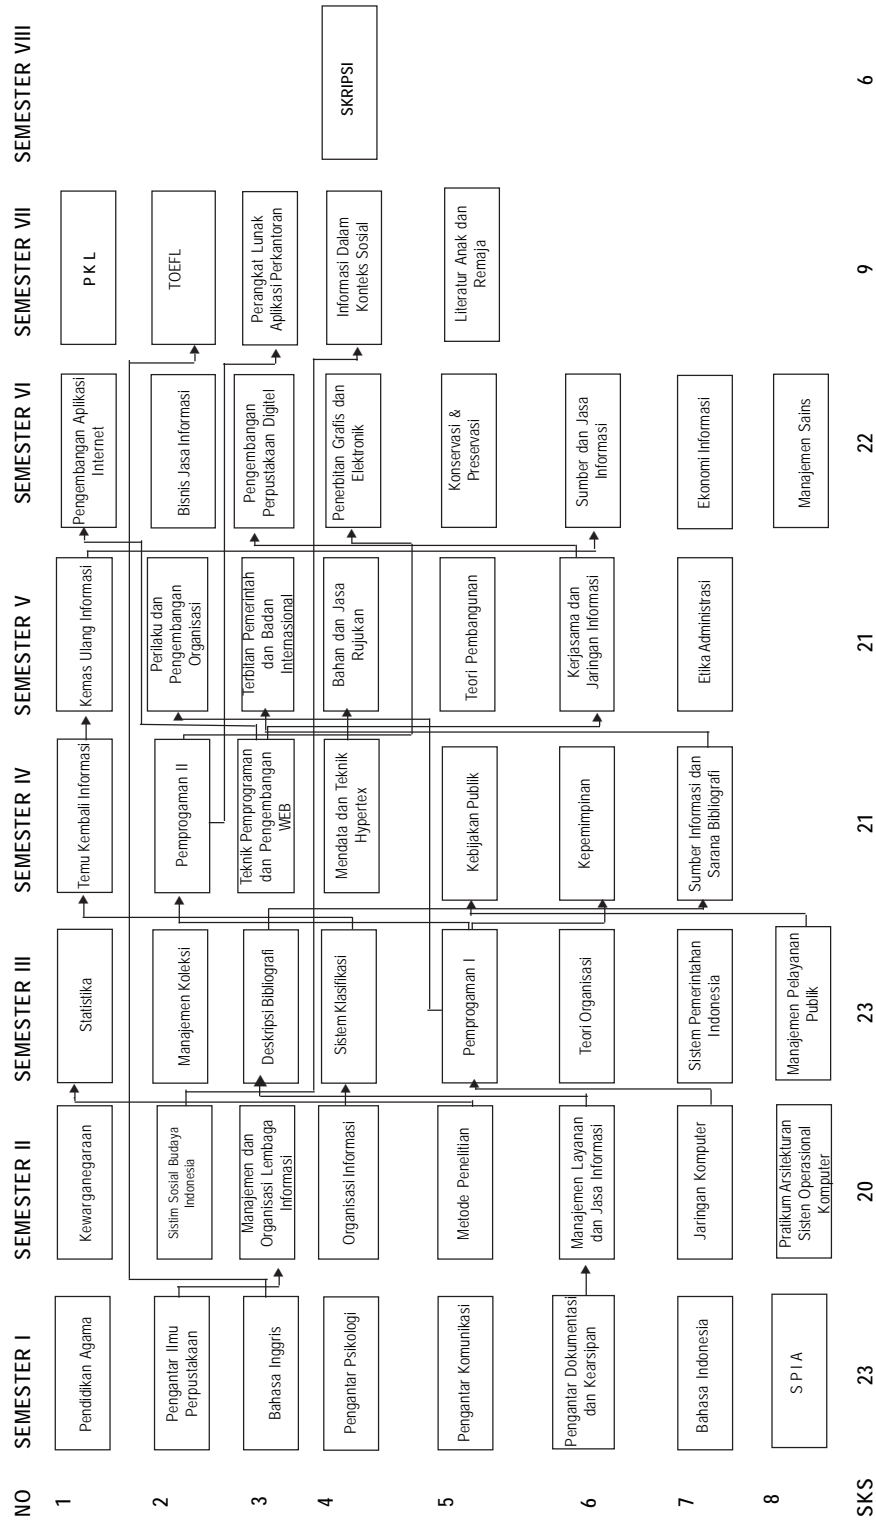 NO
SEMESTER I
SEMESTER II
SEMESTER III
SEMESTER IV
SEMESTER V
SEMESTER VI
SEMESTER VII
SEMESTER VIII
1
Pendidikan Agama
Kewarganegaraan
Statistika
Temu Kembali Informasi
Kemas Ulang Informasi
Pengembangan Aplikasi
Internet
P K L
2
Pengantar Ilmu
Perpustakaan
Sistim Sosial Budaya
Indonesia
Manajemen Koleksi
Pemprogaman II
Perilaku dan
Pengembangan
Organisasi
Bisnis Jasa Informasi
TOEFL
3
Bahasa Inggris
Manajemen dan
Organisasi Lembaga
Informasi
Deskripsi Bibliografi
Teknik Pemprograman
dan Pengembangan
WEB
Terbitan Pemerintah
dan Badan
Internasional
Pengembangan
Perpustakaan Digitel
Perangkat Lunak
Aplikasi Perkantoran
4
Pengantar Psikologi
Organisasi Informasi
Sistem Klasifikasi
Mendata dan Teknik
Hypertex
Bahan dan Jasa
Rujukan
Penerbitan Grafis dan
Elektronik
Informasi Dalam
Konteks Sosial
SKRIPSI
5
Pengantar Komunikasi
Metode Penelitian
Pemprogaman I
Kebijakan Publik
Teori Pembangunan
Konservasi &
Preservasi
Literatur Anak dan
Remaja
6
Pengantar Dokumentasi
dan Kearsipan
Manajemen Layanan
dan Jasa Informasi
Teori Organisasi
Kepemimpinan
Kerjasama dan
Jaringan Informasi
Sumber dan Jasa
Informasi
7
Bahasa Indonesia
Jaringan Komputer
Sistem Pemerintahan
Indonesia
Sumber Informasi dan
Sarana Bibliografi
Etika Administrasi
Ekonomi Informasi
8
S P I A
Pratikum Arsitekturan
Sisten Operasional
Komputer
Manajemen Pelayanan
Publik
Manajemen Sains
SKS
23
20
23
21
21
22
9
6